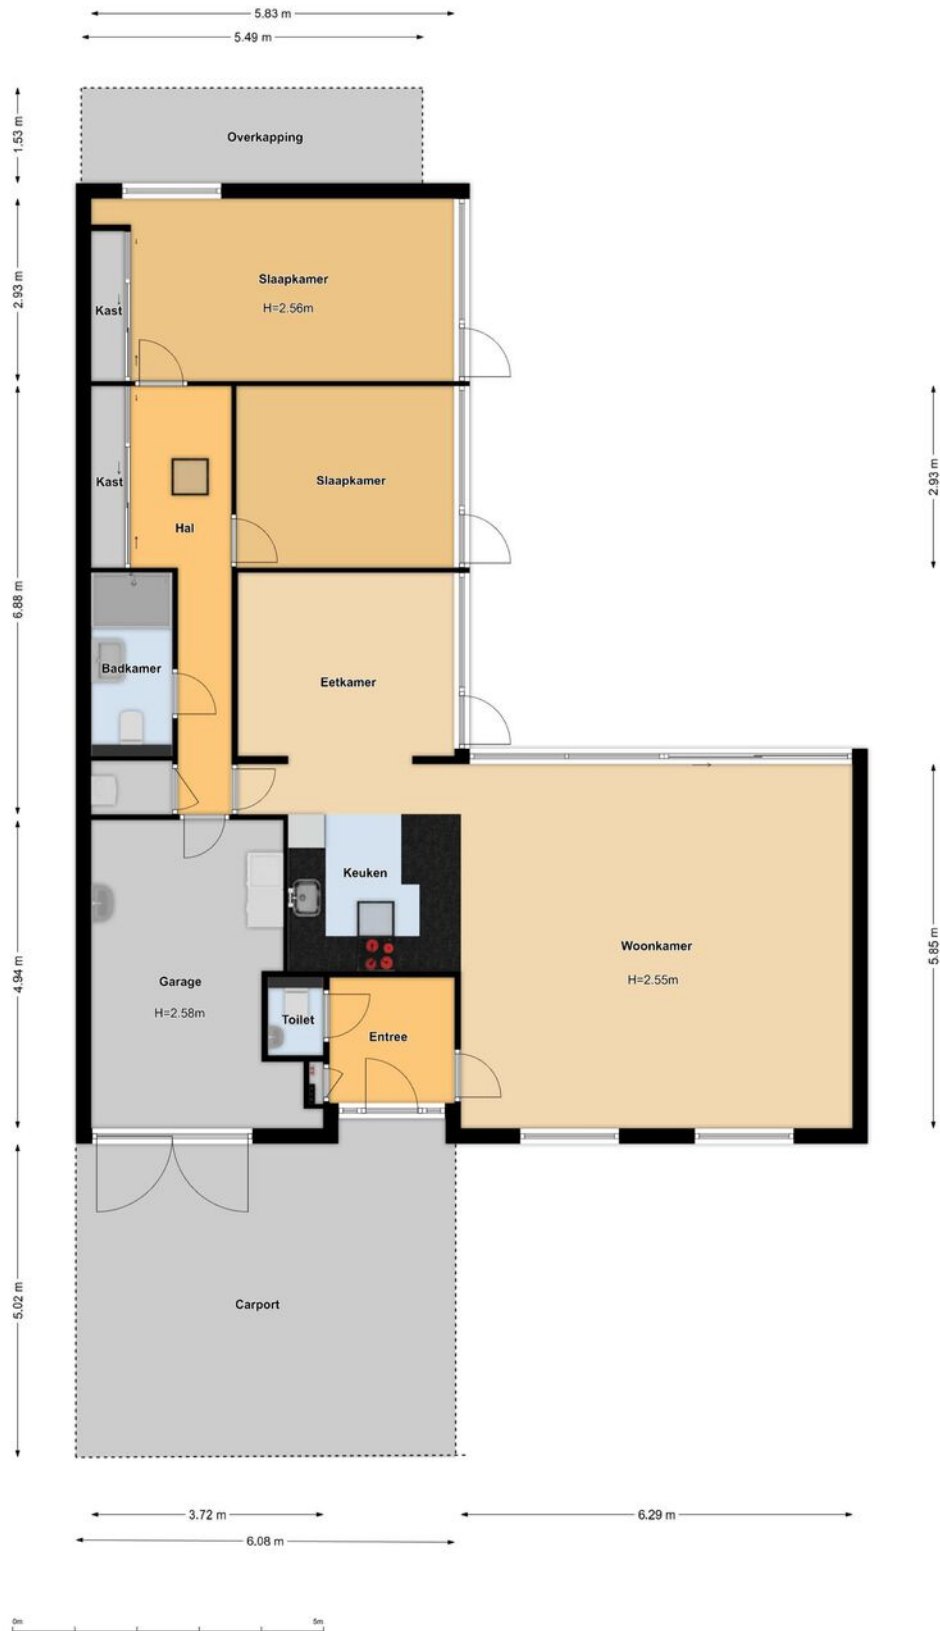 5.83 m
5.49 m
1.53 m
Overkapping
2.93 m
Slaapkamer
H=2.56m
Kast
6.88 m
2.93 m
Kast
Slaapkamer
Hal
Badkamer
Eetkamer
Keuken
4.94 m
5.85 m
Woonkamer
H=2.55m
Garage
H=2.58m
Toilet
Entree
5.02 m
Carport
3.72 m
6.29 m
6.08 m
0m
5m